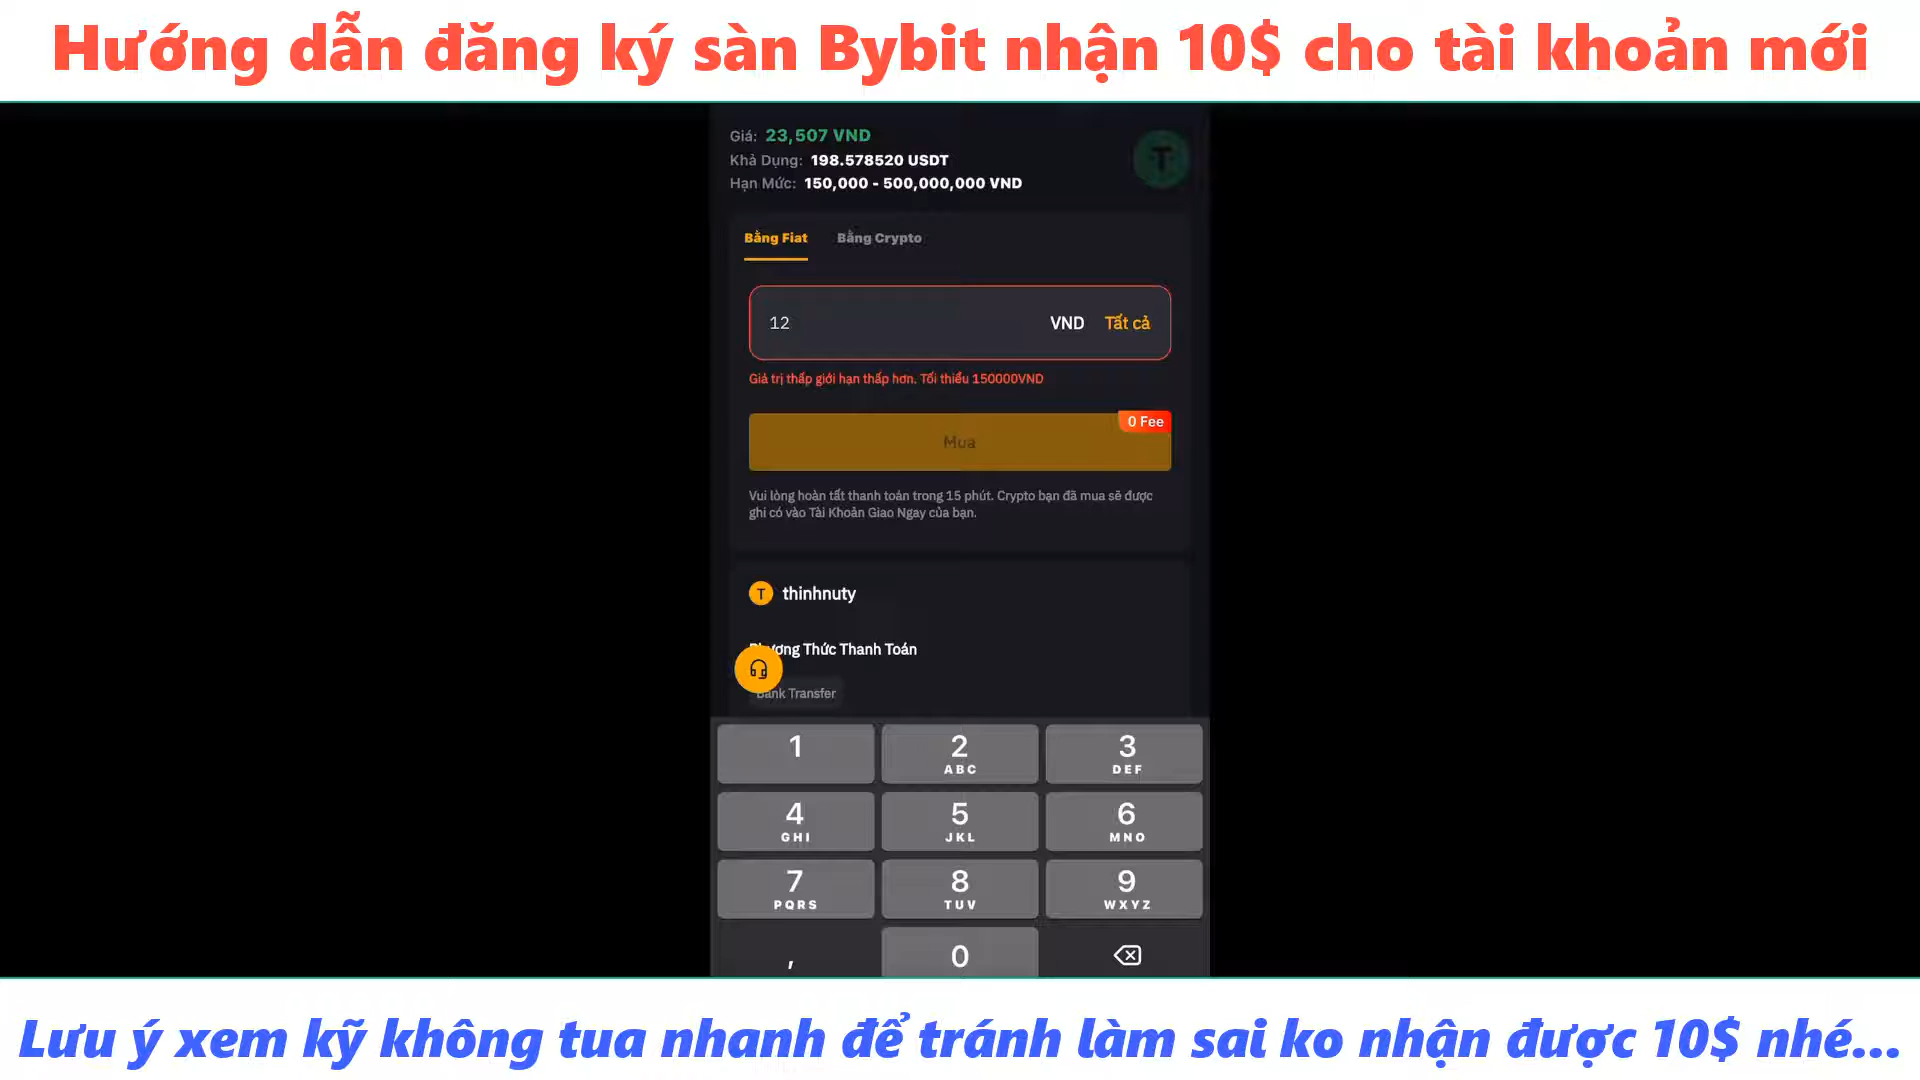 Hướng dẫn đăng ký sàn Bybit nhận 10$ cho tài khoản mới
Giá: 23,507 VND
Khả Dụng: 198.578520 USDT
Hạn Mức: 150,000 - 500,000,000 VND
T
Bằng Fiat Bằng Crypto
12 VND Tất cả
Giá trị thấp giới hạn thấp hơn. Tối thiểu 150000VND
0 Fee
Mua
Vui lòng hoàn tất thanh toán trong 15 phút. Crypto bạn đã mua sẽ được
ghi có vào Tài Khoản Giao Ngay của bạn.
T thinhnuty
Phương Thức Thanh Toán
Bank Transfer
1 2 3
ABC DEF
4 5 6
GHI JKL MNO
7 8 9
PQRS TUV WXYZ
, 0
Lưu ý xem kỹ không tua nhanh để tránh làm sai ko nhận được 10$ nhé...